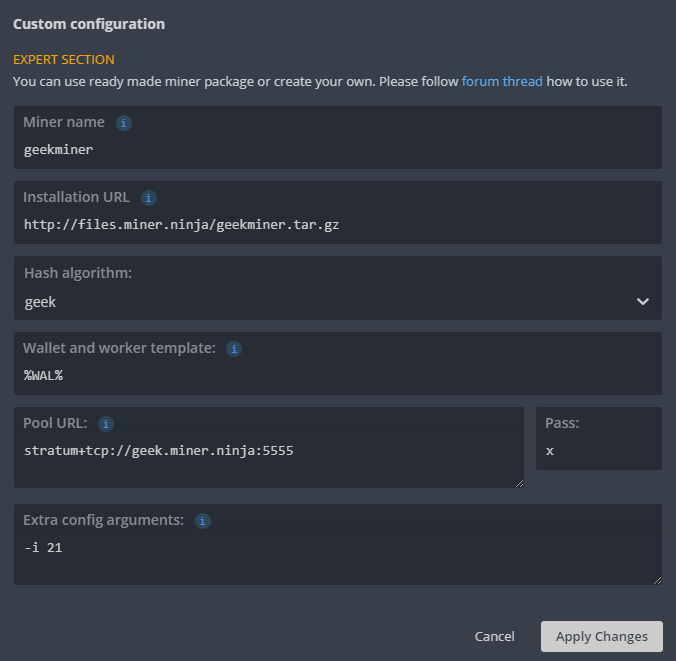 Custom configuration
EXPERT SECTION
You can use ready made miner package or create your own. Please follow forum thread how to use it.
Miner name i
geekminer
Installation URL i
http://files.miner.ninja/geekminer.tar.gz
Hash algorithm:
geek
Wallet and worker template: i
%WAL%
Pool URL: i
stratum+tcp://geek.miner.ninja:5555
Pass:
x
Extra config arguments: i
-i 21
Cancel
Apply Changes